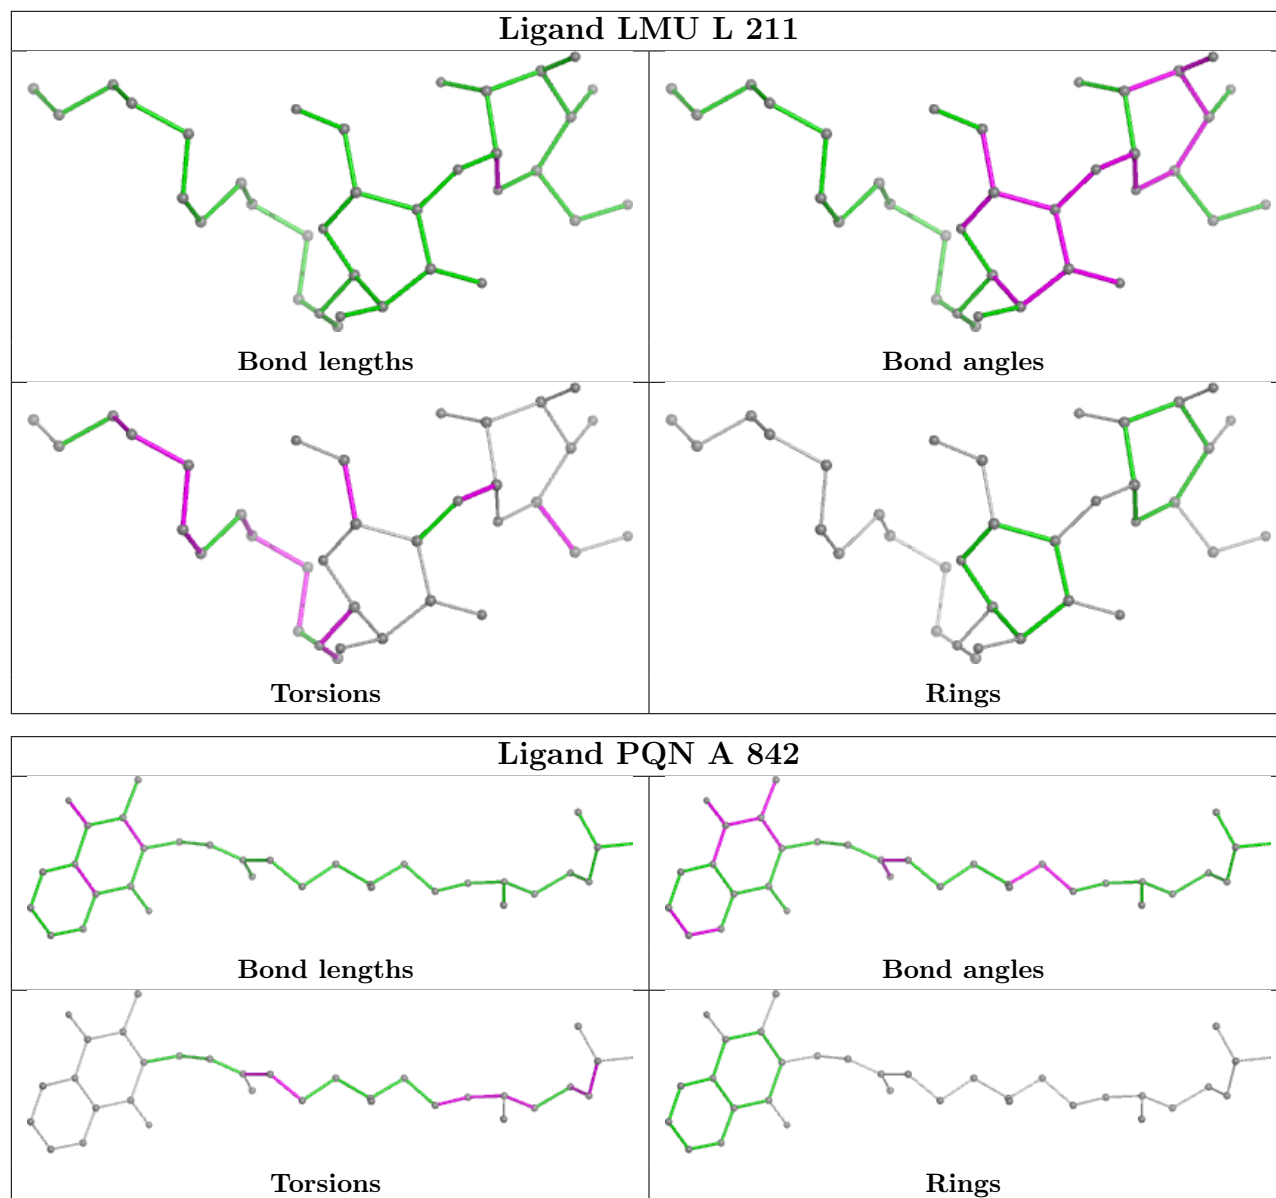 Ligand LMU L 211
Bond lengths
Bond angles
Torsions
Rings
Ligand PQN A 842
Bond lengths
Bond angles
Torsions
Rings